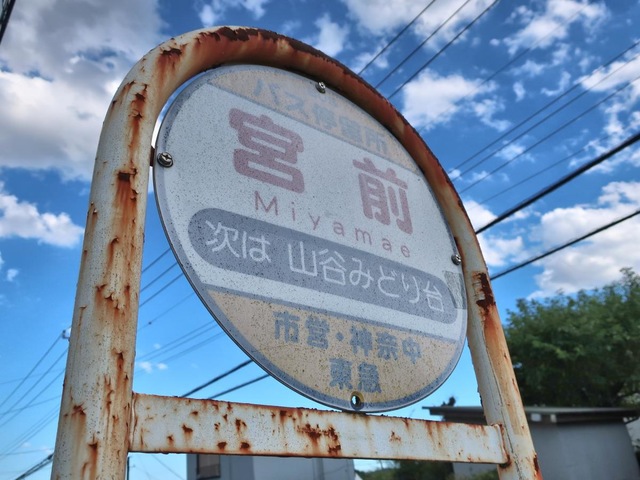 バス停留所
宮前
Miyamae
次は 山谷みどり台
市営・神奈中
東急